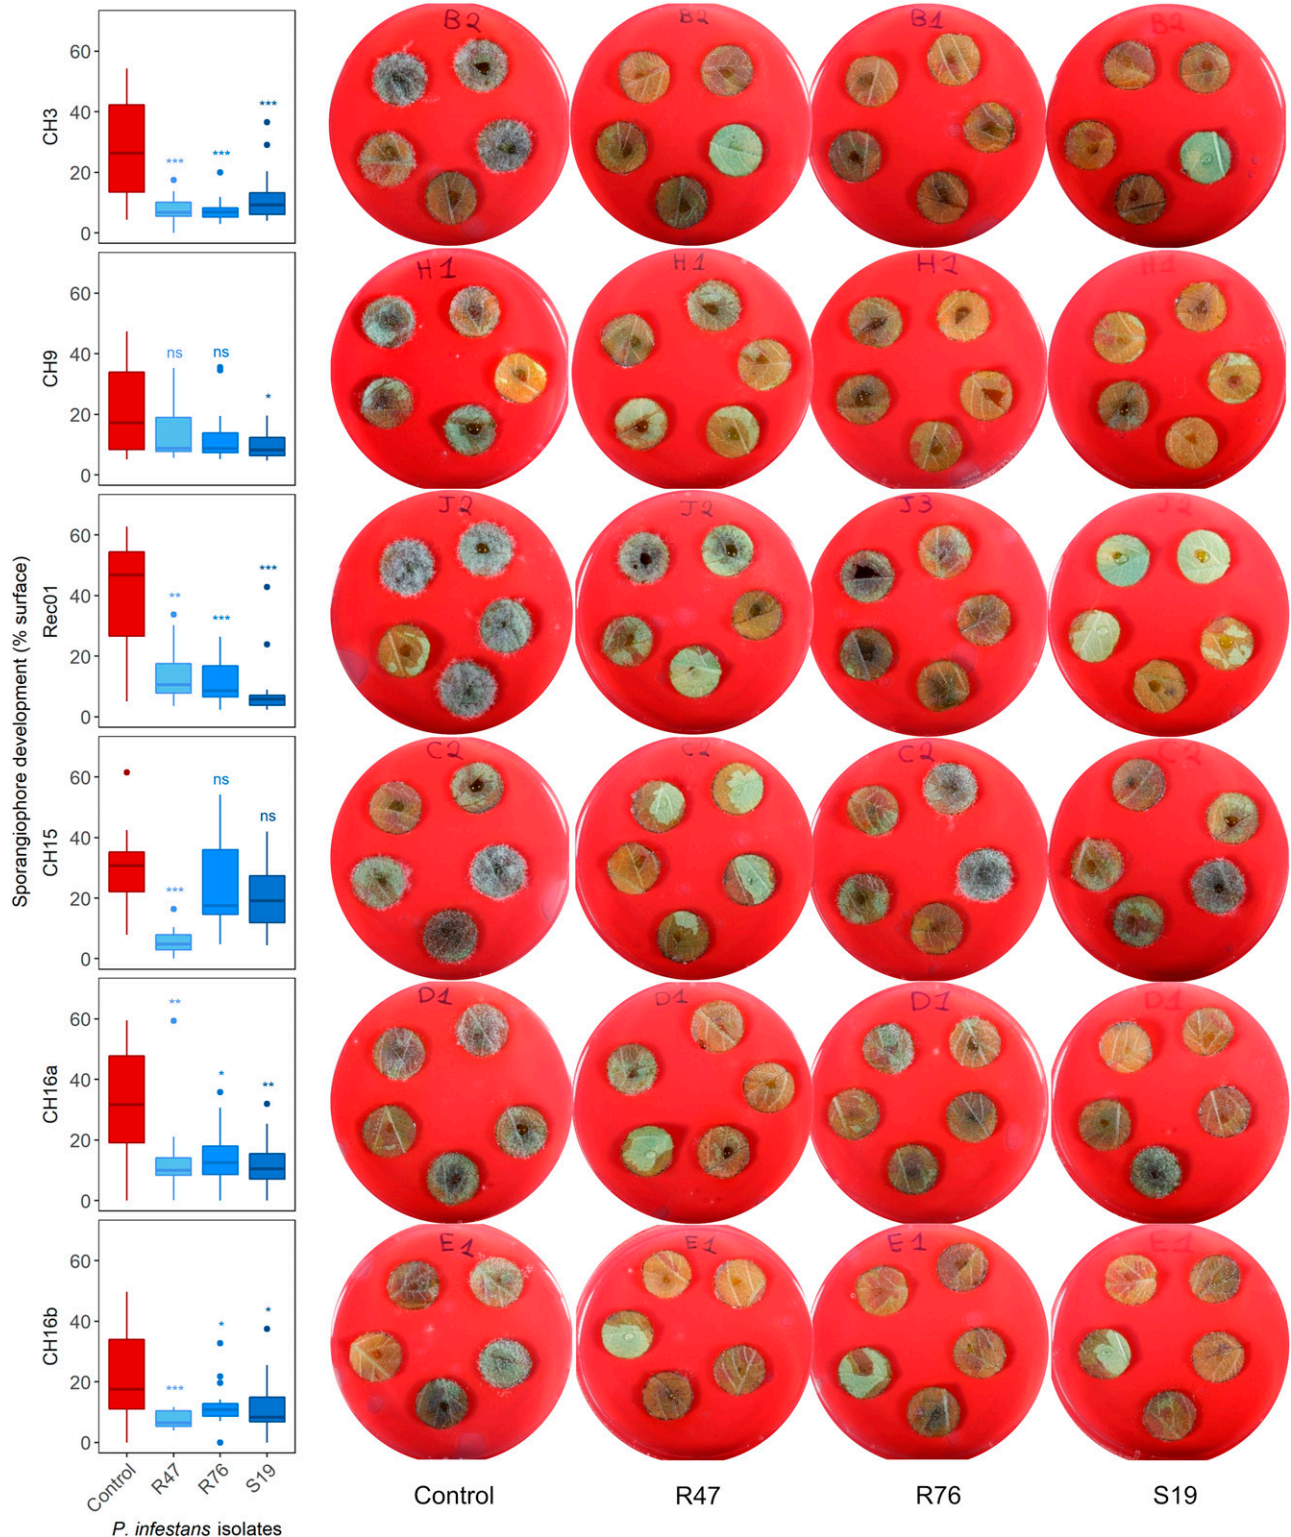 Sporangiophore development (% surface)
CH3
60
40
20
0
***
***
***
B2
B2
B1
B2
CH9
60
40
20
0
ns
ns
*
H1
H1
H2
H1
Rec01
60
40
20
0
**
***
***
J2
J2
J3
J2
CH15
60
40
20
0
***
ns
ns
C2
C2
C2
C2
CH16a
60
40
20
0
**
*
**
D1
D1
D1
D1
CH16b
60
40
20
0
***
*
*
E1
E1
E1
E1
Control
R47
R76
S19
P. infestans isolates
Control
R47
R76
S19